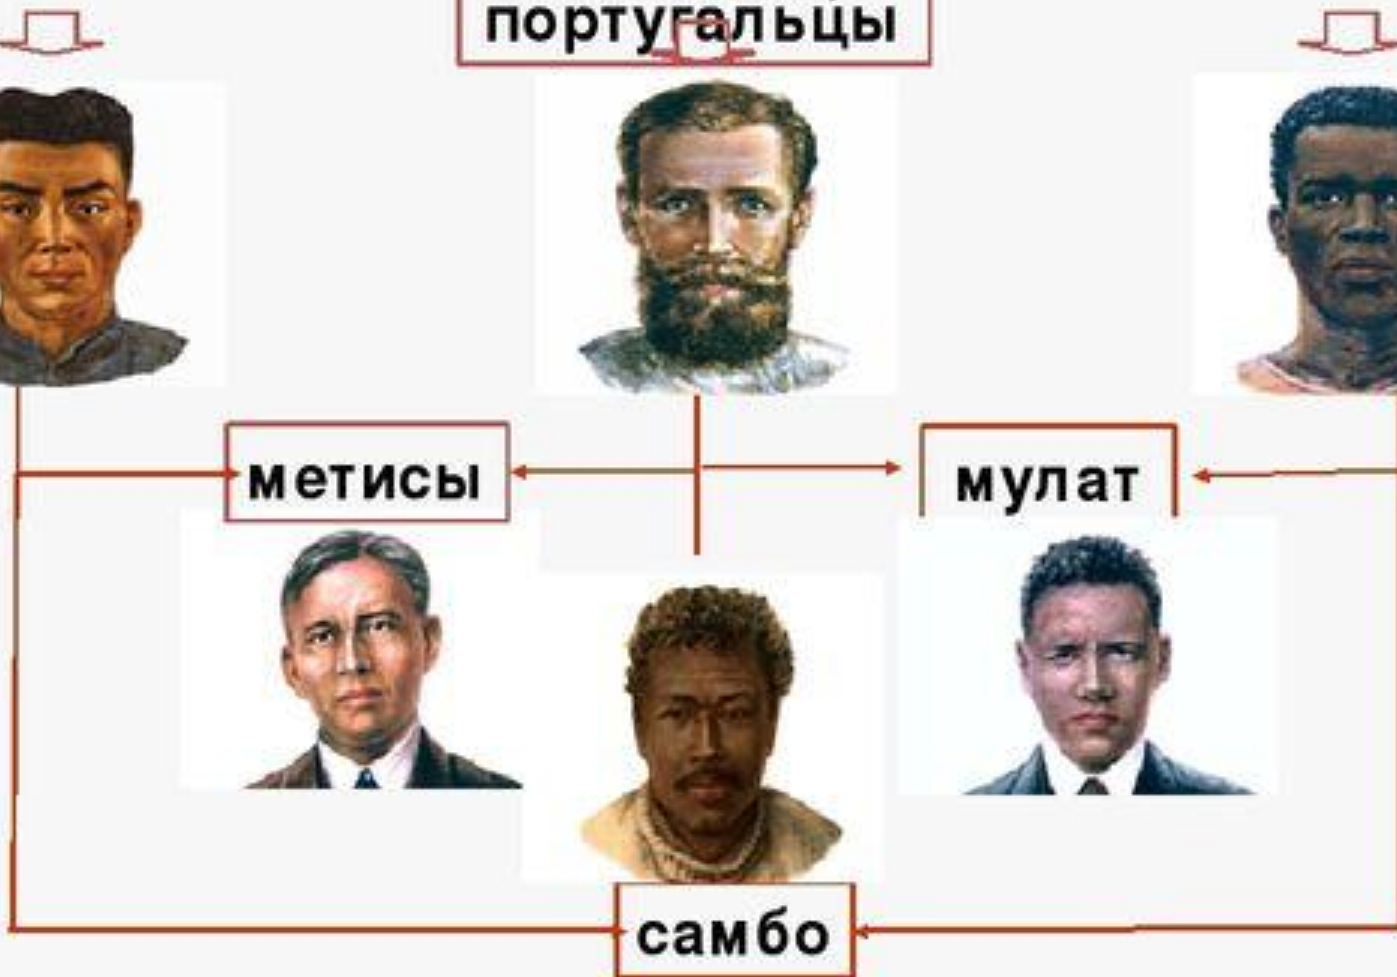 португальцы
метисы
мулат
самбо